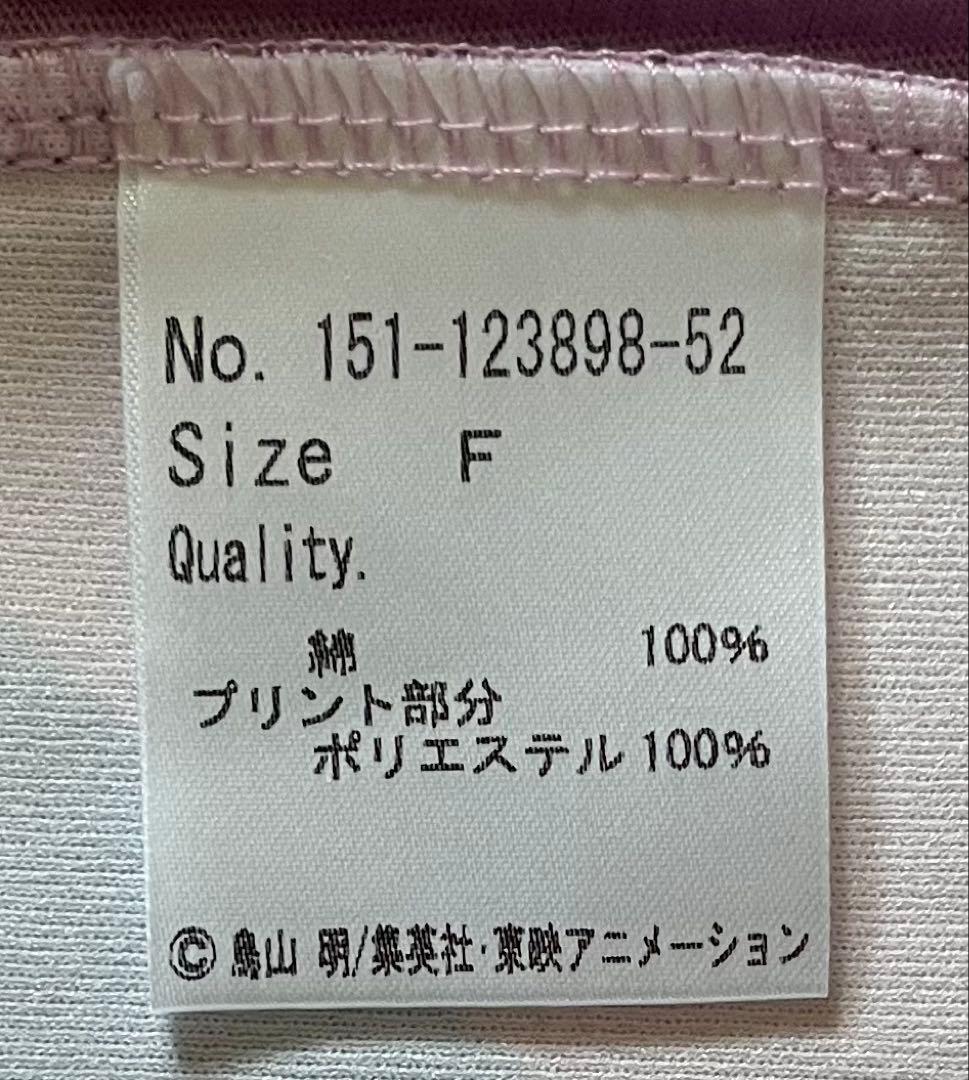 No. 151-123898-52
Size F
Quality.
綿 100%
プリント部分
ポリエステル 100%
© 鳥山 明/集英社・東映アニメーション